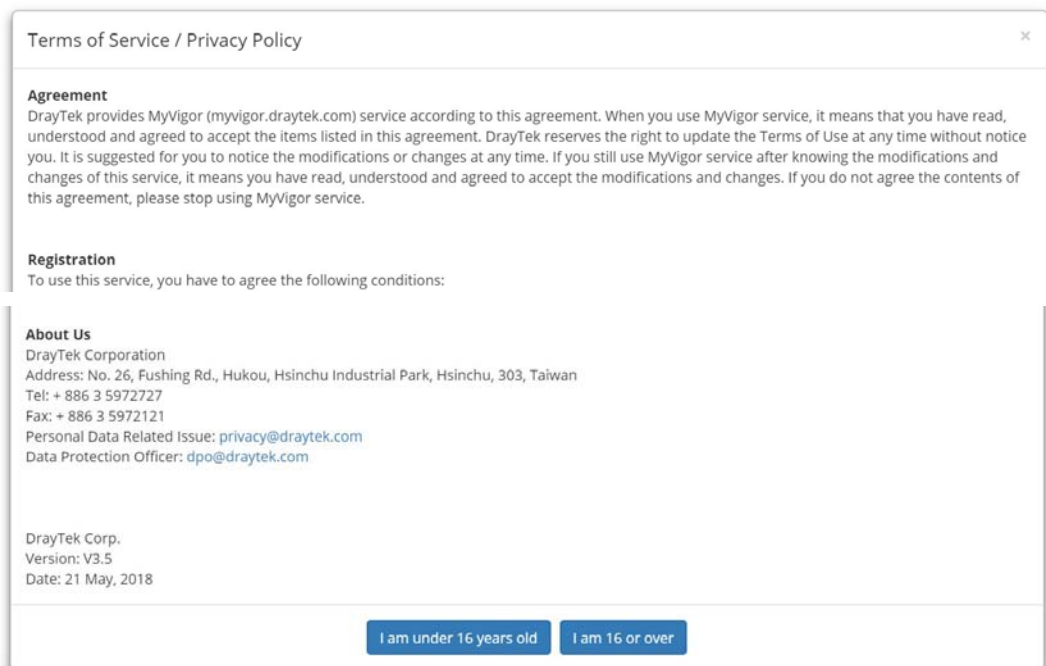 Terms of Service / Privacy Policy ×
Agreement
DrayTek provides MyVigor (myvigor.draytek.com) service according to this agreement. When you use MyVigor service, it means that you have read,
understood and agreed to accept the items listed in this agreement. DrayTek reserves the right to update the Terms of Use at any time without notice
you. It is suggested for you to notice the modifications or changes at any time. If you still use MyVigor service after knowing the modifications and
changes of this service, it means you have read, understood and agreed to accept the modifications and changes. If you do not agree the contents of
this agreement, please stop using MyVigor service.
Registration
To use this service, you have to agree the following conditions:
About Us
DrayTek Corporation
Address: No. 26, Fushing Rd., Hukou, Hsinchu Industrial Park, Hsinchu, 303, Taiwan
Tel: + 886 3 5972727
Fax: + 886 3 5972121
Personal Data Related Issue: privacy@draytek.com
Data Protection Officer: dpo@draytek.com
DrayTek Corp.
Version: V3.5
Date: 21 May, 2018
I am under 16 years old I am 16 or over